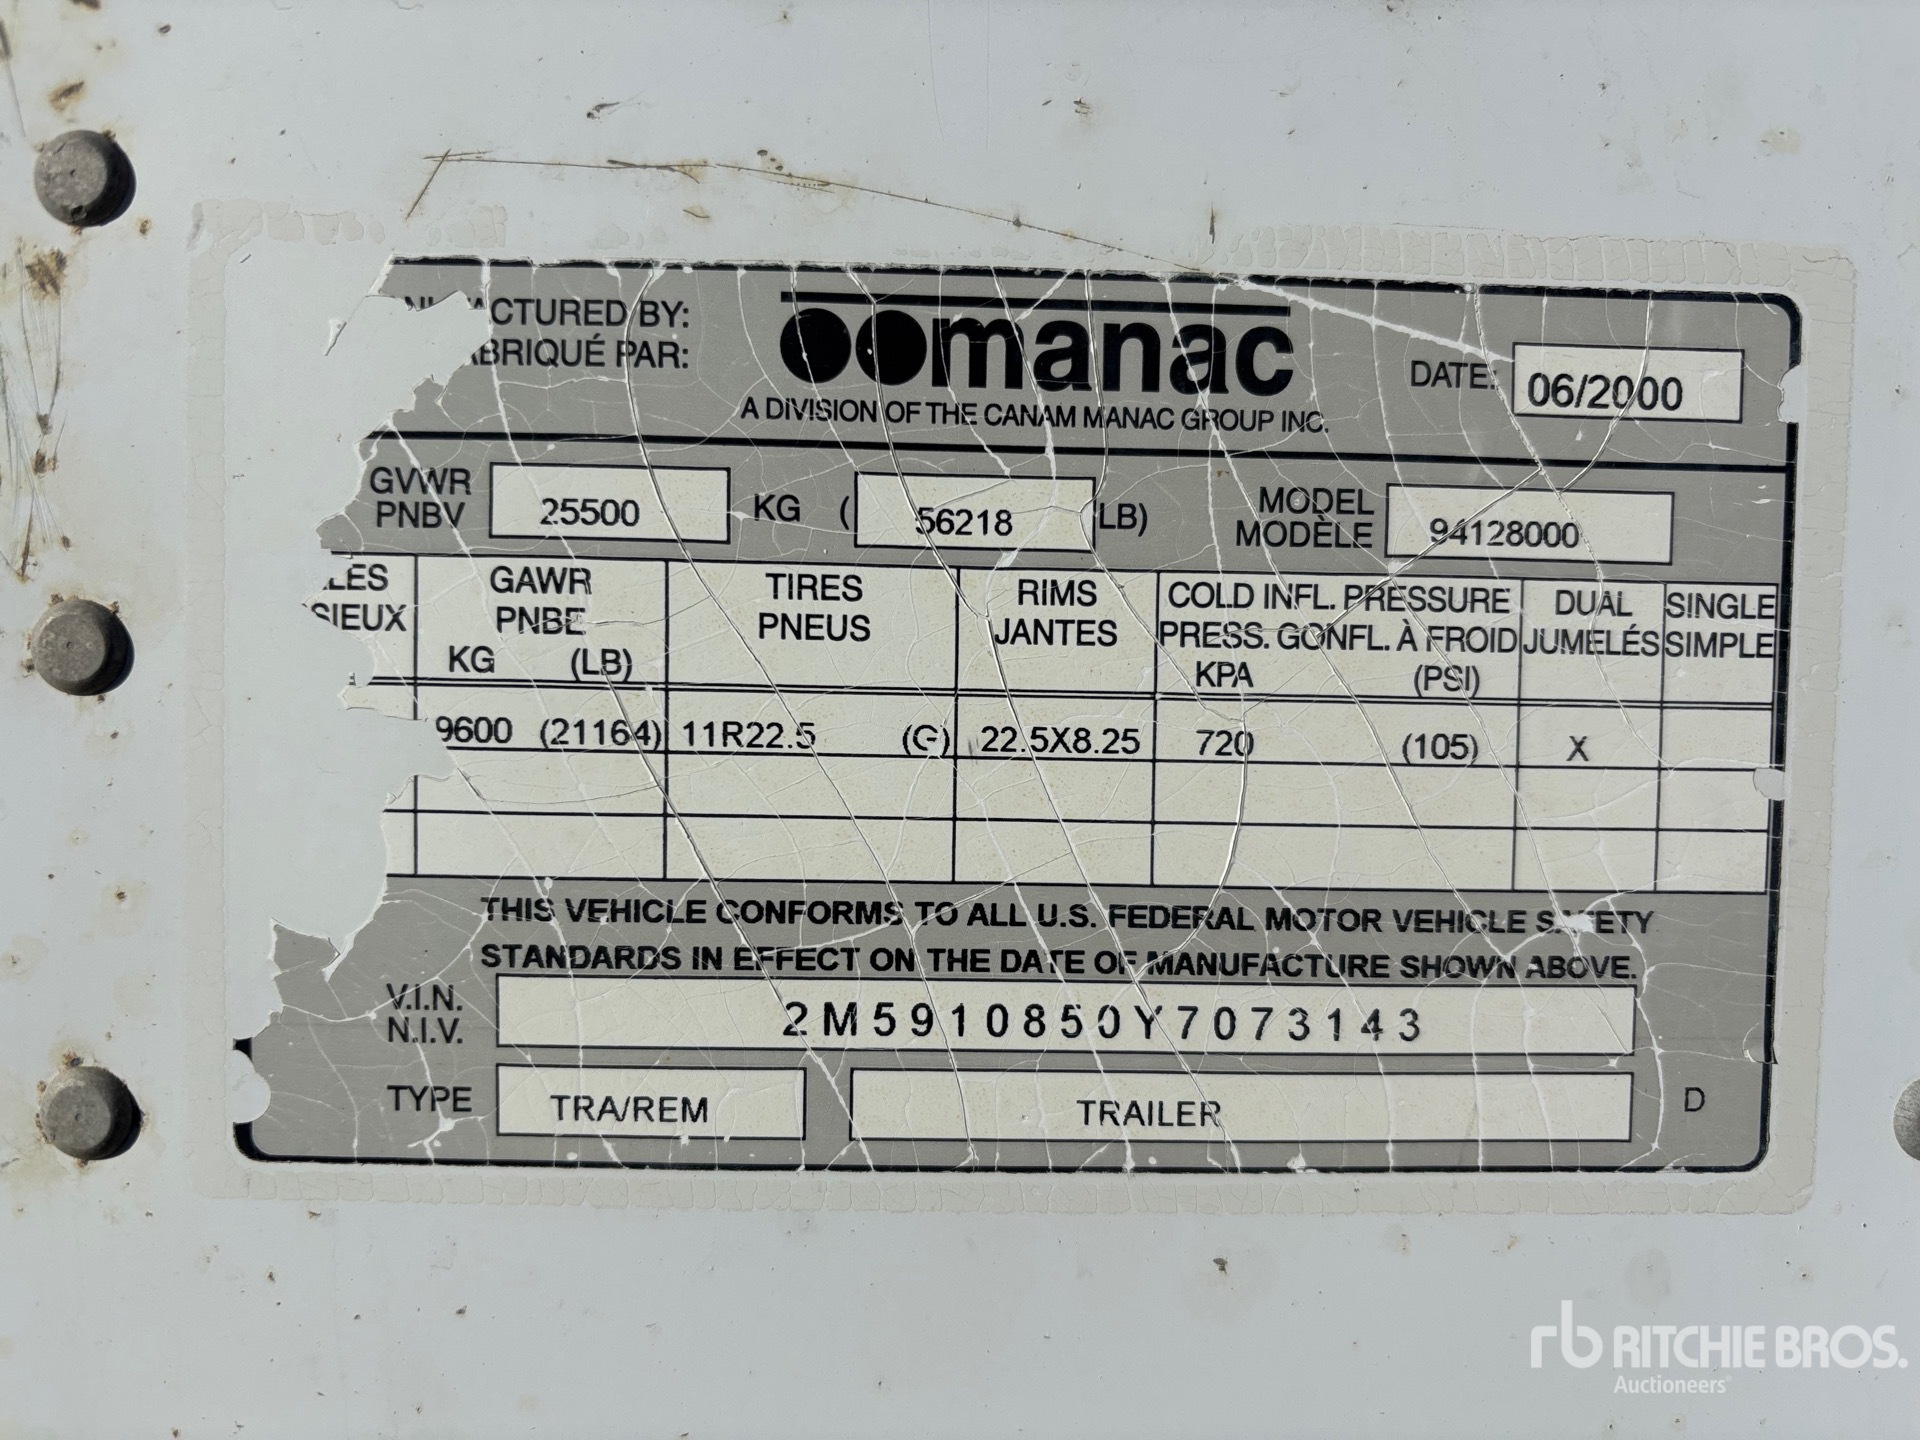 CTURED BY:
BRIQUÉ PAR:
manac
A DIVISION OF THE CANAM MANAC GROUP INC.
DATE: 06/2000
GVWR
PNBV
25500 KG ( 56218 LB)
MODEL
MODÈLE
94128000
LES GAWR TIRES RIMS COLD INFL. PRESSURE DUAL SINGLE
SIEUX PNBE PNEUS JANTES PRESS. GONFL. À FROID JUMELÉS SIMPLE
KG (LB) KPA (PSI)
9600 (21164) 11R22.5 (G) 22.5X8.25 720 (105) X
THIS VEHICLE CONFORMS TO ALL U.S. FEDERAL MOTOR VEHICLE SAFETY
STANDARDS IN EFFECT ON THE DATE OF MANUFACTURE SHOWN ABOVE.
V.I.N.
N.I.V.
2M5910850Y7073143
TYPE TRA/REM TRAILER D
rb RITCHIE BROS.
Auctioneers